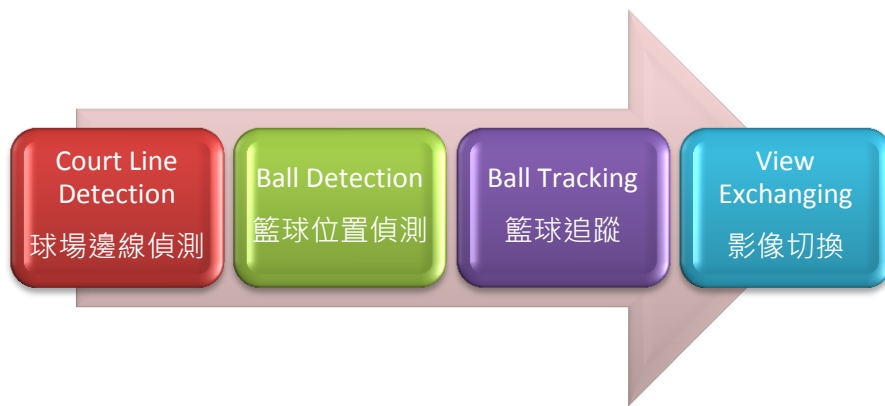 Court Line
Detection
球場邊線偵測
Ball Detection
籃球位置偵測
Ball Tracking
籃球追蹤
View
Exchanging
影像切換